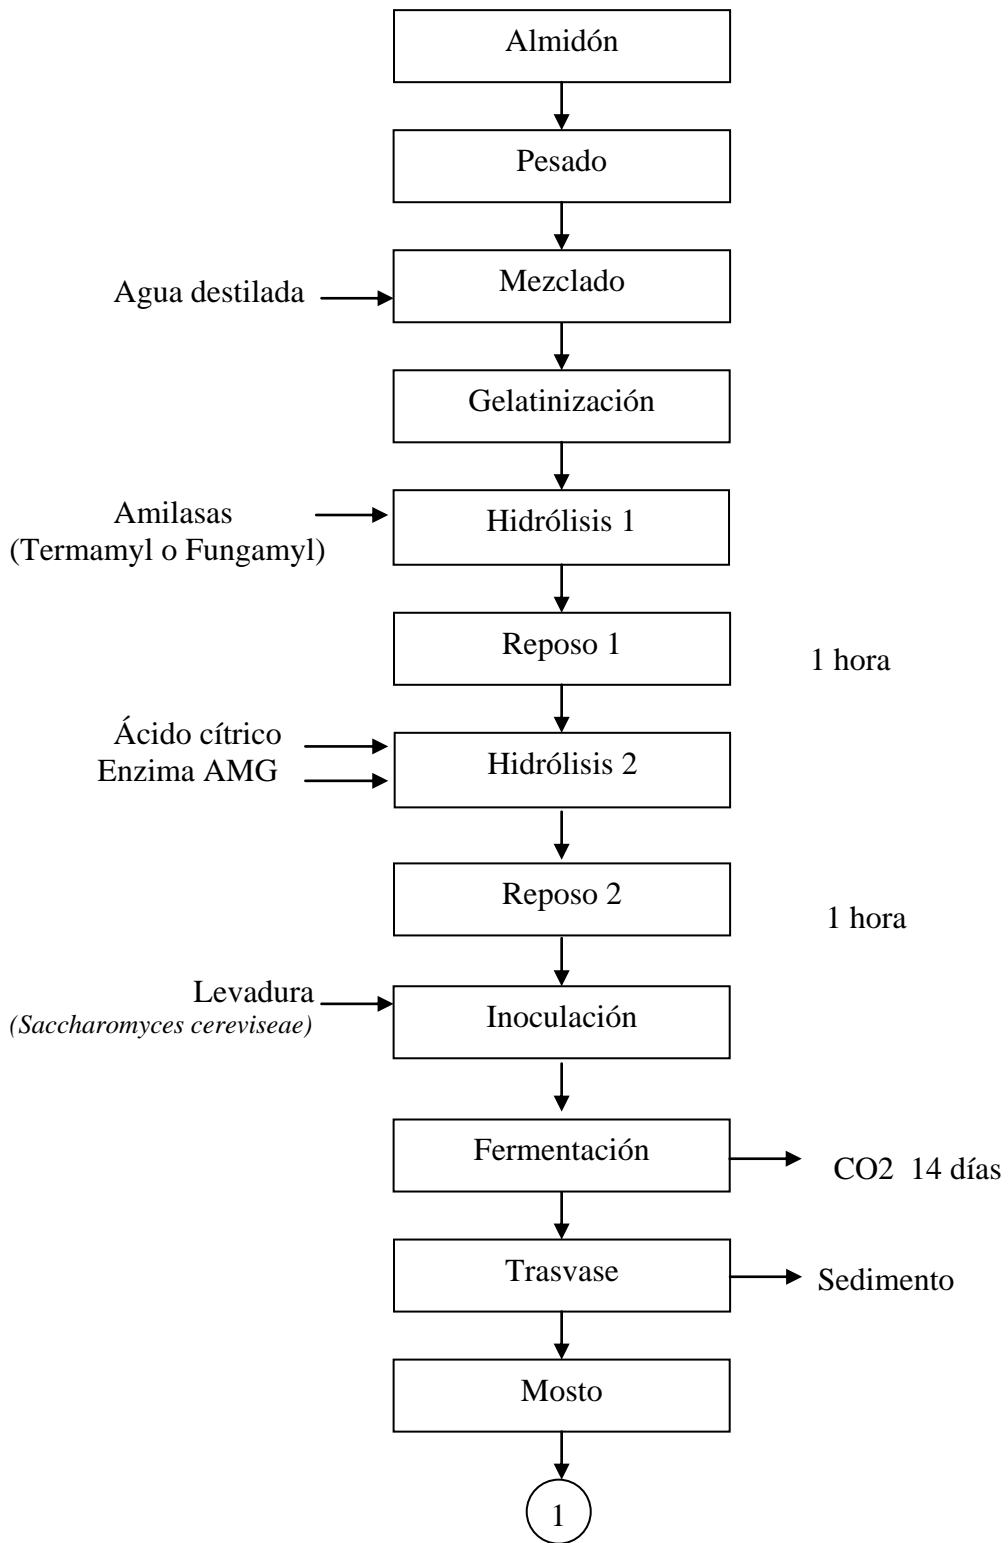 Almidón
Pesado
Agua destilada
Mezclado
Gelatinización
Amilasas
(Termamyl o Fungamyl)
Hidrólisis 1
Reposo 1
1 hora
Ácido cítrico
Enzima AMG
Hidrólisis 2
Reposo 2
1 hora
Levadura
(Saccharomyces cereviseae)
Inoculación
Fermentación
CO2 14 días
Trasvase
Sedimento
Mosto
1